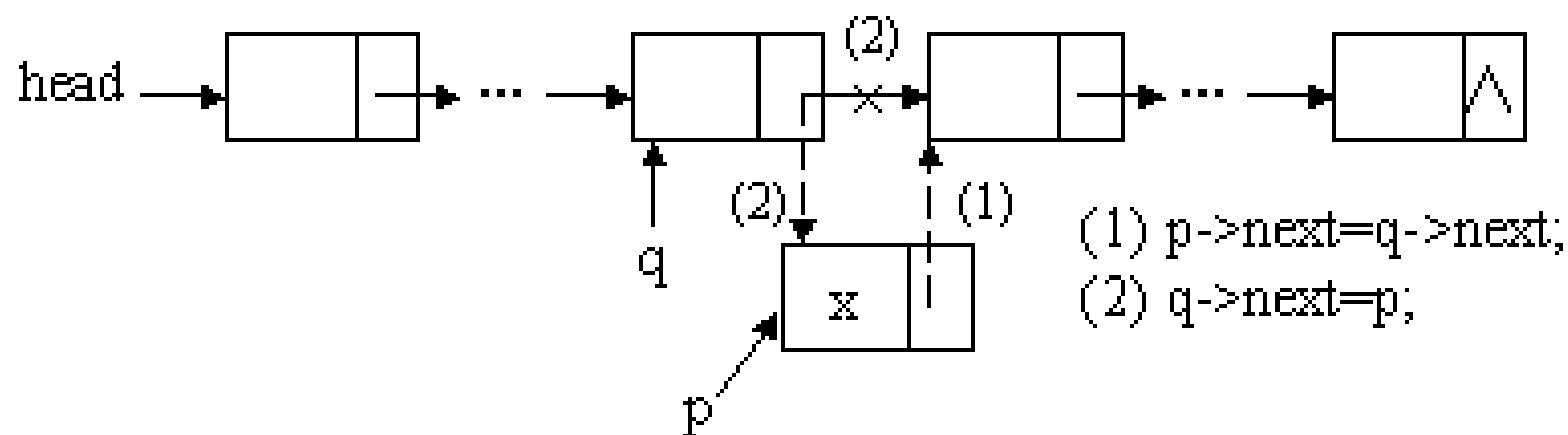 (2)
head ... ... ∧
(2) (1)
(1) p->next=q->next;
q
x
(2) q->next=p;
p